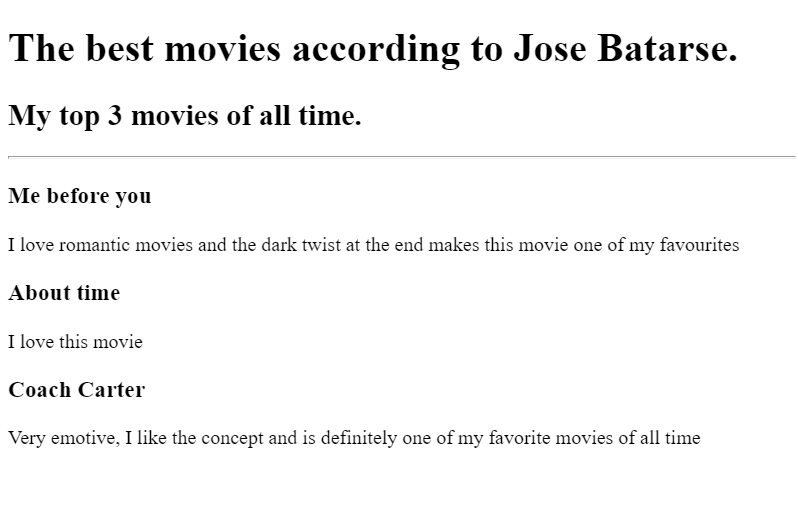 The best movies according to Jose Batarse.
My top 3 movies of all time.
Me before you
I love romantic movies and the dark twist at the end makes this movie one of my favourites
About time
I love this movie
Coach Carter
Very emotive, I like the concept and is definitely one of my favorite movies of all time